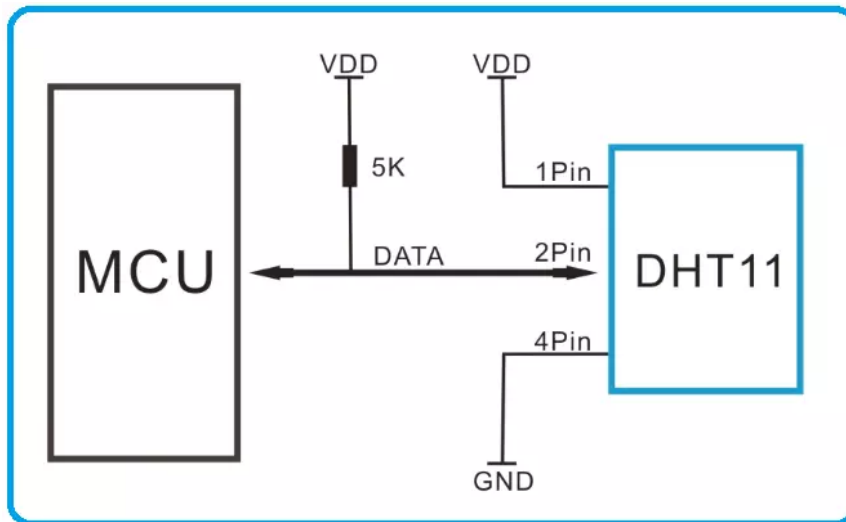 VDD
VDD
5K
1Pin
MCU
DATA
2Pin
DHT11
4Pin
GND